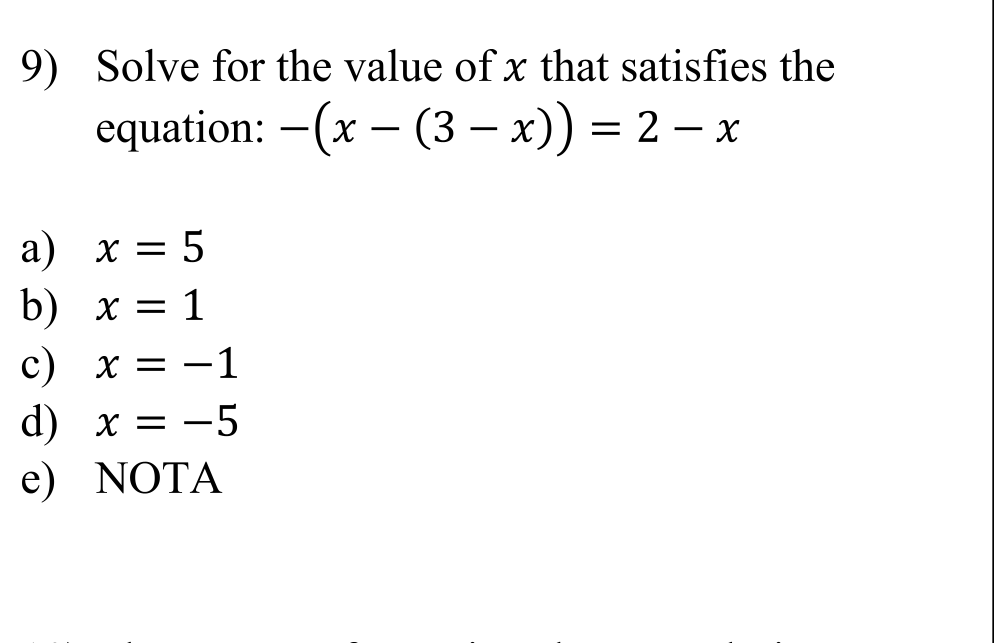 9) Solve for the value of x that satisfies the
equation: −(x − (3 − x)) = 2 − x
a) x = 5
b) x = 1
c) x = −1
d) x = −5
e) NOTA